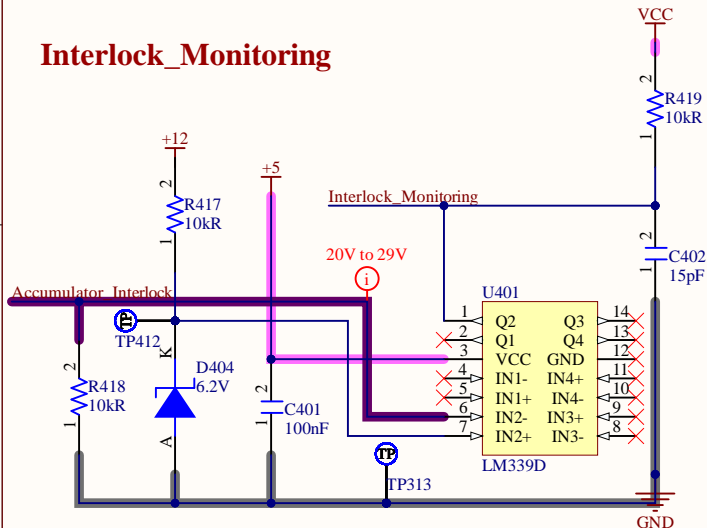 VCC
Interlock_Monitoring
2
R419
10kR
1
+12
+5
2
R417
10kR
1
Interlock_Monitoring
20V to 29V
i
2
C402
15pF
1
Accumulator_Interlock
TP
TP412
K
D404
6.2V
A
2
R418
10kR
1
2
C401
100nF
1
U401
1 Q2 Q3 14
2 Q1 Q4 13
3 VCC GND 12
4 IN1- IN4+ 11
5 IN1+ IN4- 10
6 IN2- IN3+ 9
7 IN2+ IN3- 8
LM339D
TP
TP313
GND